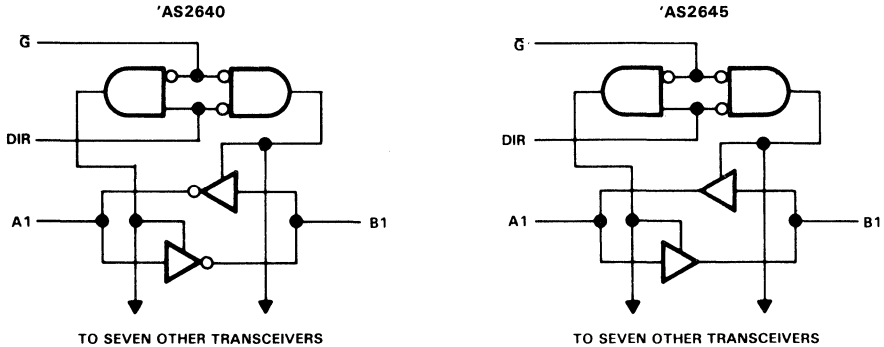 'AS2640
G̅
DIR
A1
B1
TO SEVEN OTHER TRANSCEIVERS
'AS2645
G̅
DIR
A1
B1
TO SEVEN OTHER TRANSCEIVERS